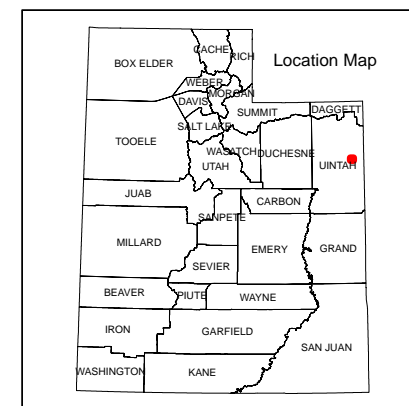 Location Map
CACHE
RICH
BOX ELDER
WEBER
MORGAN
DAVIS
SUMMIT
DAGGETT
SALT LAKE
TOOELE
WASATCH
DUCHESNE
UTAH
UINTAH
JUAB
CARBON
SANPETE
MILLARD
EMERY
GRAND
SEVIER
BEAVER
PIUTE
WAYNE
IRON
GARFIELD
SAN JUAN
WASHINGTON
KANE